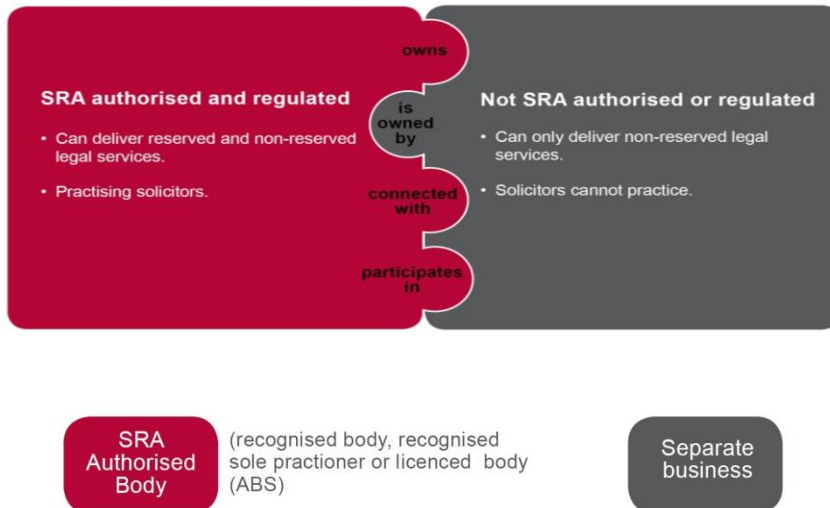 owns
SRA authorised and regulated
• Can deliver reserved and non-reserved
legal services.
• Practising solicitors.
is
owned
by
connected
with
participates
in
Not SRA authorised or regulated
• Can only deliver non-reserved legal
services.
• Solicitors cannot practice.
SRA
Authorised
Body
(recognised body, recognised
sole practioner or licenced body
(ABS)
Separate
business